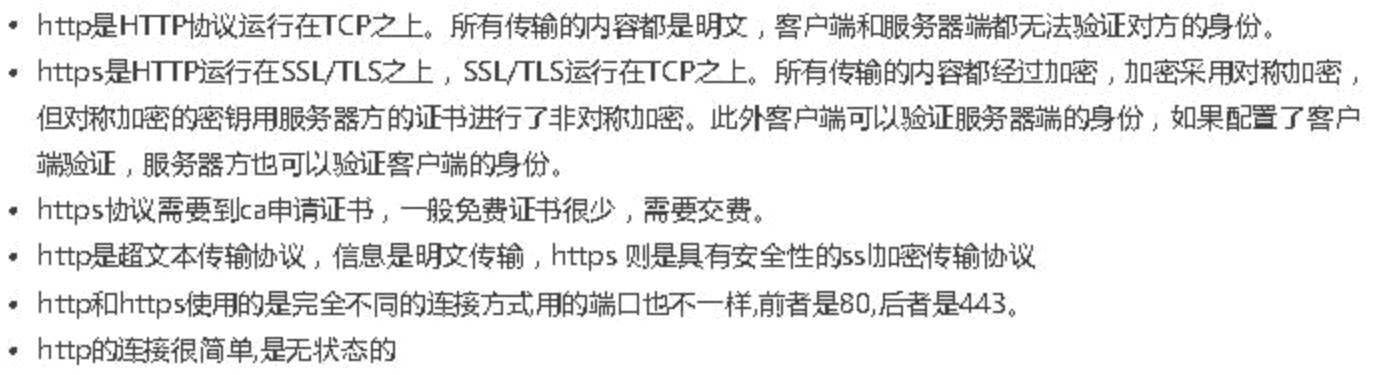 • http是HTTP协议运行在TCP之上。所有传输的内容都是明文，客户端和服务器端都无法验证对方的身份。
• https是HTTP运行在SSL/TLS之上，SSL/TLS运行在TCP之上。所有传输的内容都经过加密，加密采用对称加密，
但对称加密的密钥用服务器方的证书进行了非对称加密。此外客户端可以验证服务器端的身份，如果配置了客户
端验证，服务器方也可以验证客户端的身份。
• https协议需要到ca申请证书，一般免费证书很少，需要交费。
• http是超文本传输协议，信息是明文传输，https 则是具有安全性的ssl加密传输协议
• http和https使用的是完全不同的连接方式用的端口也不一样,前者是80,后者是443。
• http的连接很简单,是无状态的